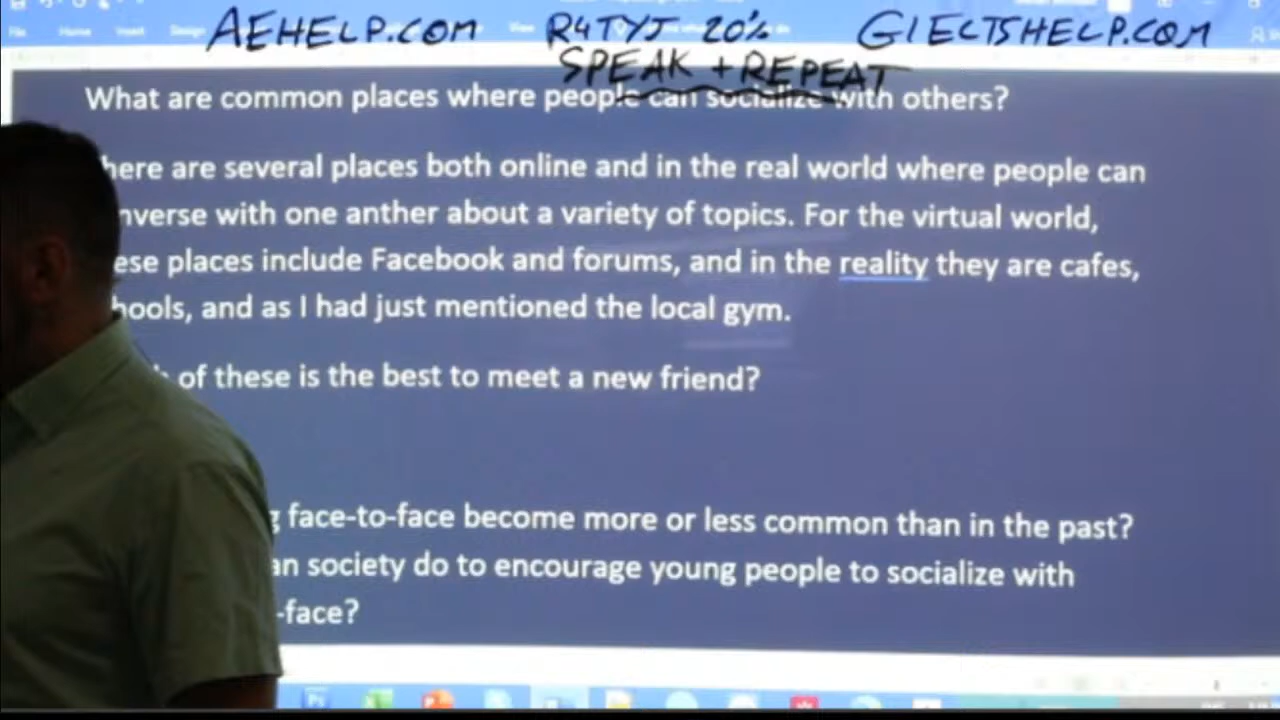 AEHELP.COM R4TYJ 20% GIELTSHELP.COM
SPEAK + REPEAT
What are common places where people can socialize with others?
here are several places both online and in the real world where people can
nverse with one anther about a variety of topics. For the virtual world,
ese places include Facebook and forums, and in the reality they are cafes,
hools, and as I had just mentioned the local gym.
of these is the best to meet a new friend?
g face-to-face become more or less common than in the past?
an society do to encourage young people to socialize with
-face?